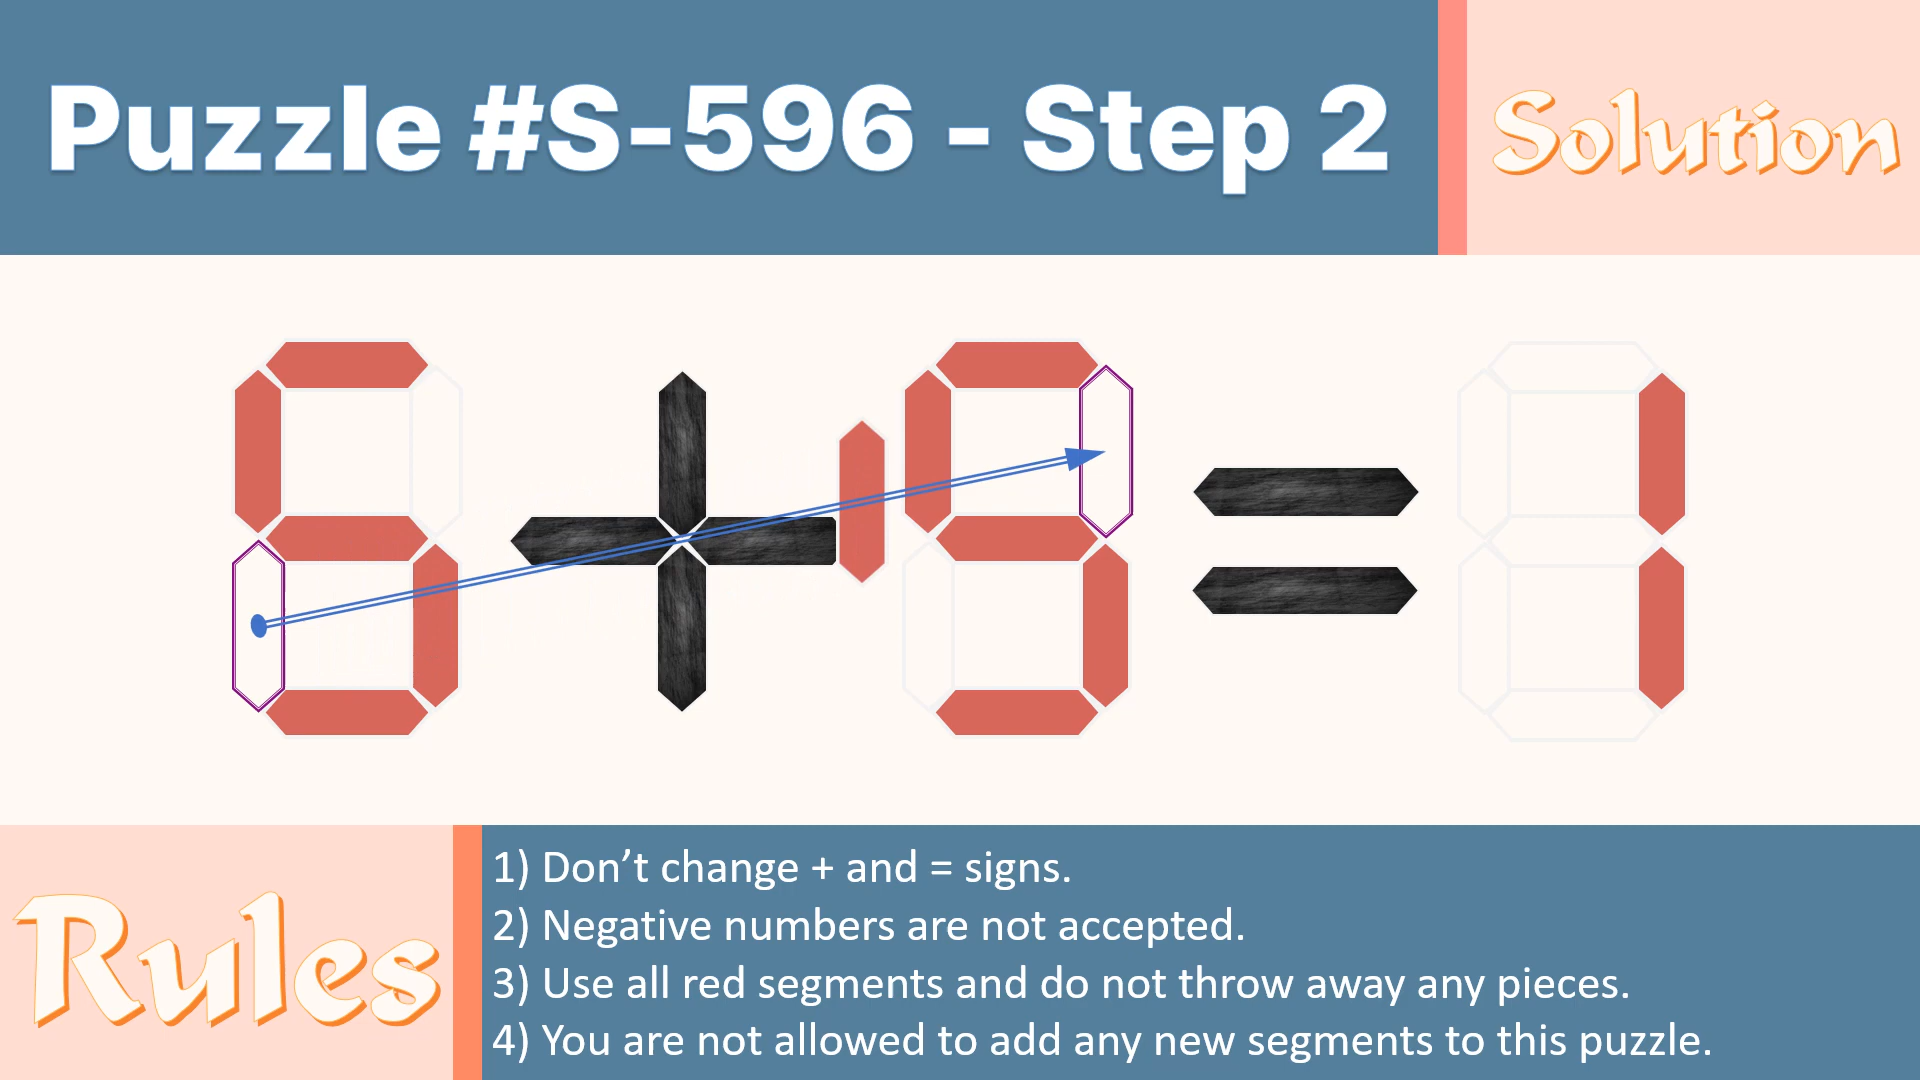 Puzzle #S-596 - Step 2
Solution
Rules
1) Don’t change + and = signs.
2) Negative numbers are not accepted.
3) Use all red segments and do not throw away any pieces.
4) You are not allowed to add any new segments to this puzzle.